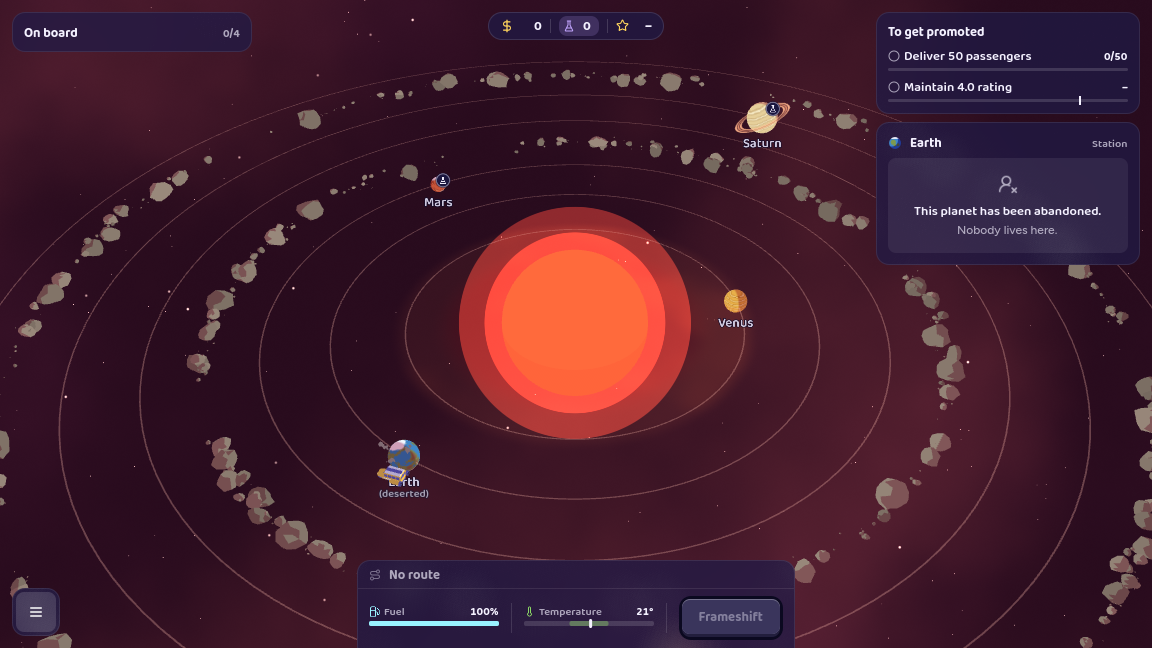 On board
0/4
0
0
–
To get promoted
Deliver 50 passengers 0/50
Maintain 4.0 rating –
Earth Station
This planet has been abandoned.
Nobody lives here.
Saturn
Mars
Venus
Earth
(deserted)
No route
Fuel 100%
Temperature 21°
Frameshift